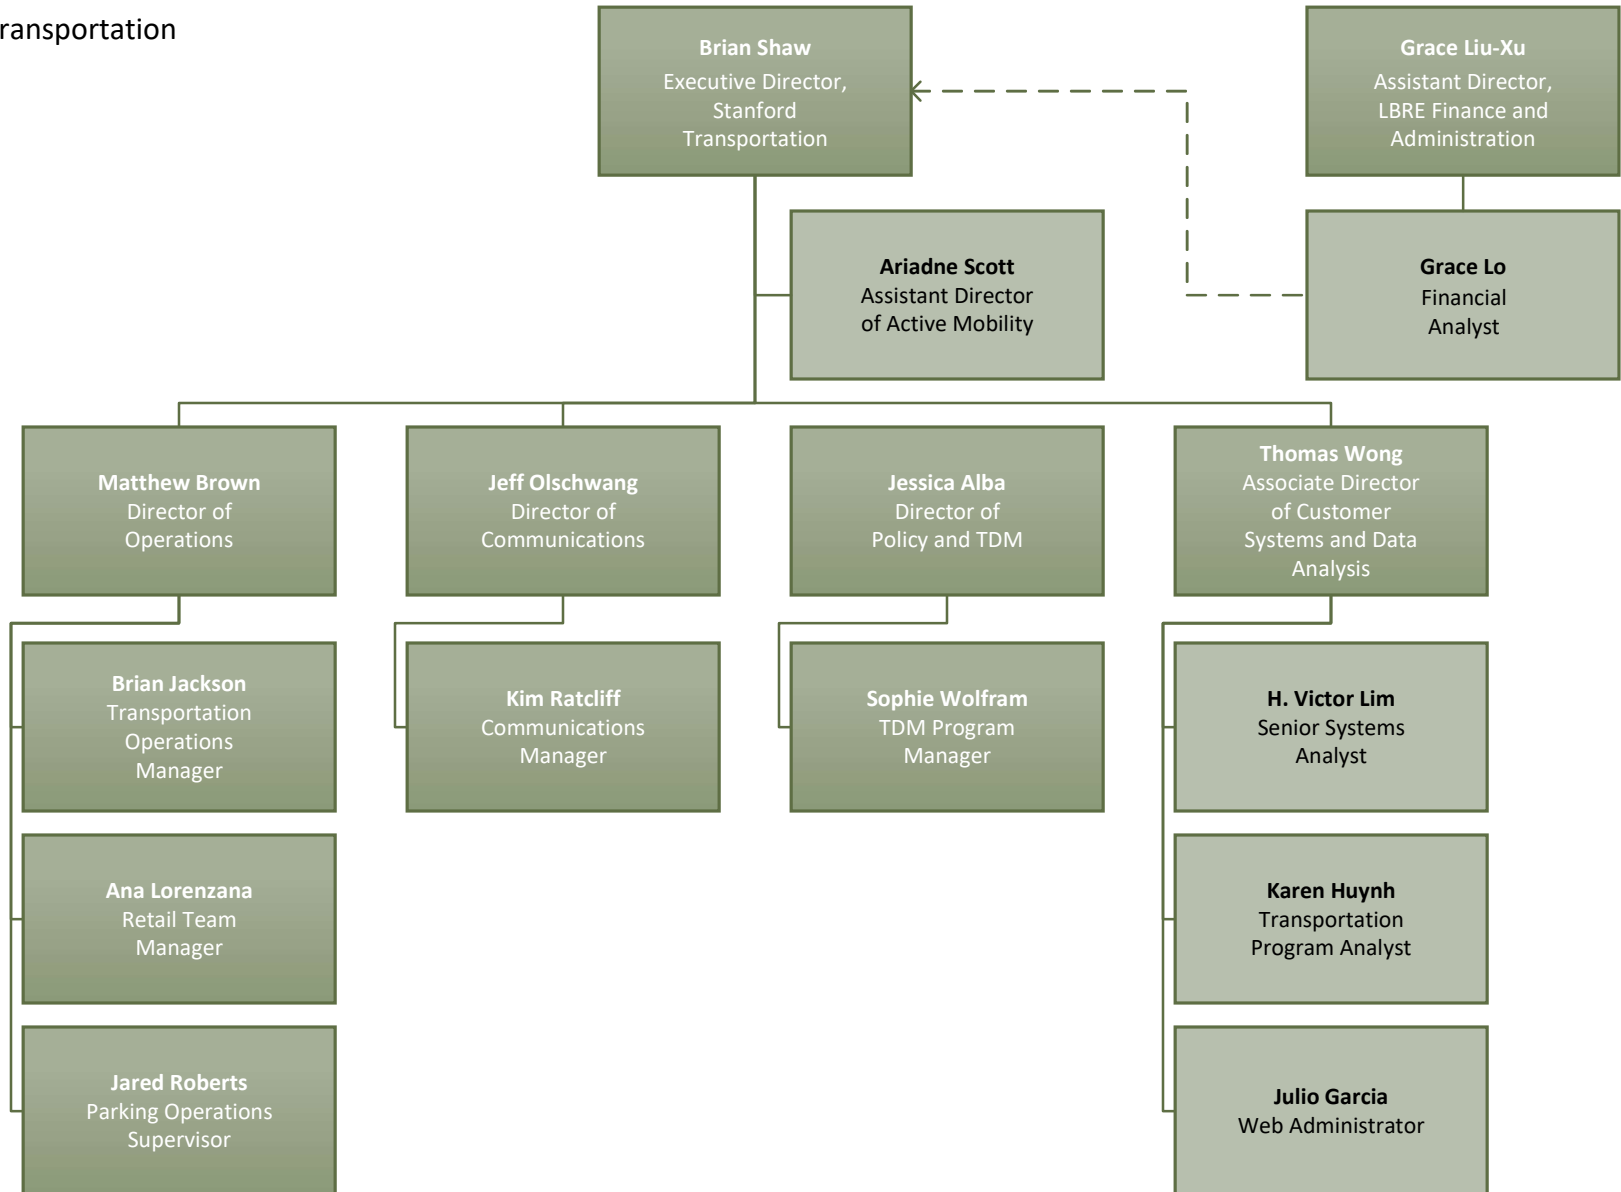 ransportation
Brian Shaw
Executive Director,
Stanford
Transportation
Grace Liu-Xu
Assistant Director,
LBRE Finance and
Administration
Ariadne Scott
Assistant Director
of Active Mobility
Grace Lo
Financial
Analyst
Matthew Brown
Director of
Operations
Jeff Olschwang
Director of
Communications
Jessica Alba
Director of
Policy and TDM
Thomas Wong
Associate Director
of Customer
Systems and Data
Analysis
Brian Jackson
Transportation
Operations
Manager
Kim Ratcliff
Communications
Manager
Sophie Wolfram
TDM Program
Manager
H. Victor Lim
Senior Systems
Analyst
Ana Lorenzana
Retail Team
Manager
Karen Huynh
Transportation
Program Analyst
Jared Roberts
Parking Operations
Supervisor
Julio Garcia
Web Administrator